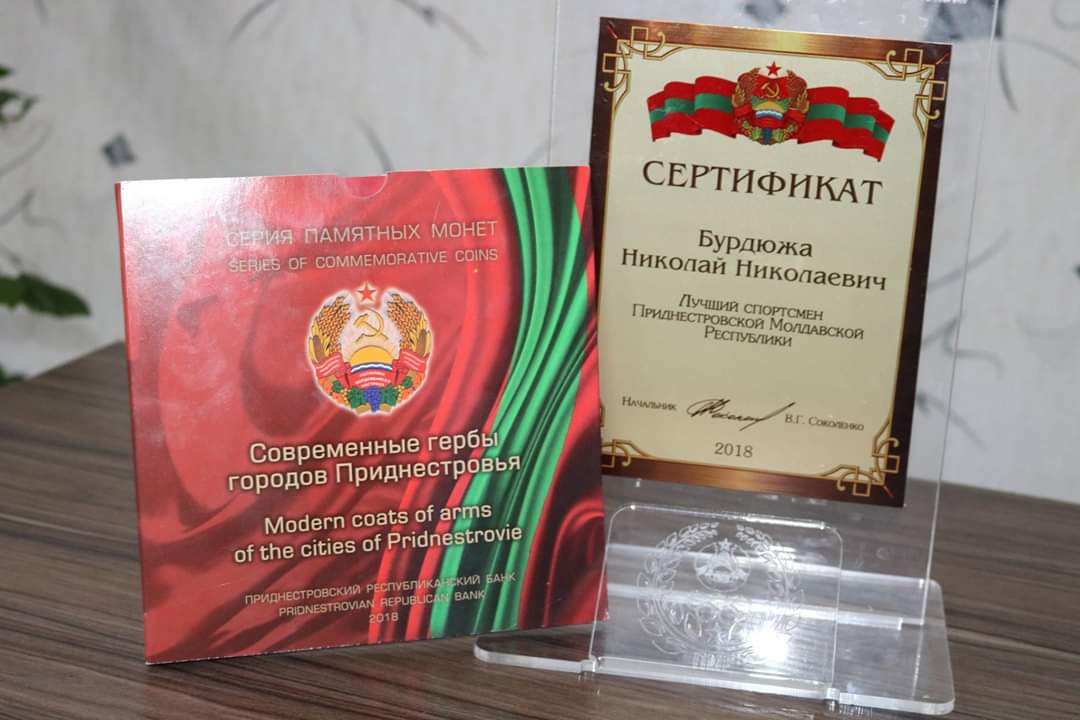 СЕРИЯ ПАМЯТНЫХ МОНЕТ
SERIES OF COMMEMORATIVE COINS
Современные гербы
городов Приднестровья
Modern coats of arms
of the cities of Pridnestrovie
ПРИДНЕСТРОВСКИЙ РЕСПУБЛИКАНСКИЙ БАНК
PRIDNESTROVIAN REPUBLICAN BANK
2018
СЕРТИФИКАТ
Бурдюжа
Николай Николаевич
Лучший спортсмен
Приднестровской Молдавской
Республики
Начальник В.Г. Соколенко
2018